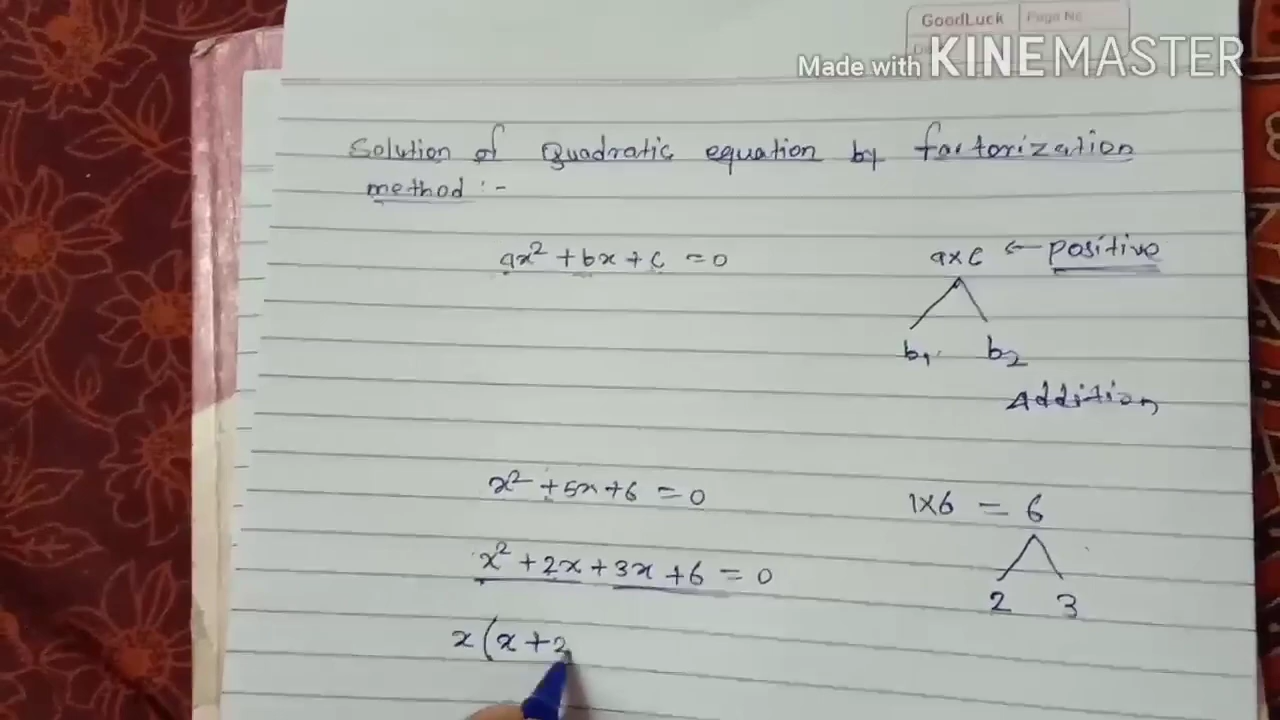 GoodLuck Page No
Made with KINEMASTER
Solution of Quadratic equation by factorization
method :-
ax² + bx + c = 0
a×c ← positive
b₁ b₂
Addition
x² + 5x + 6 = 0
1×6 = 6
x² + 2x + 3x + 6 = 0
2 3
x(x+2